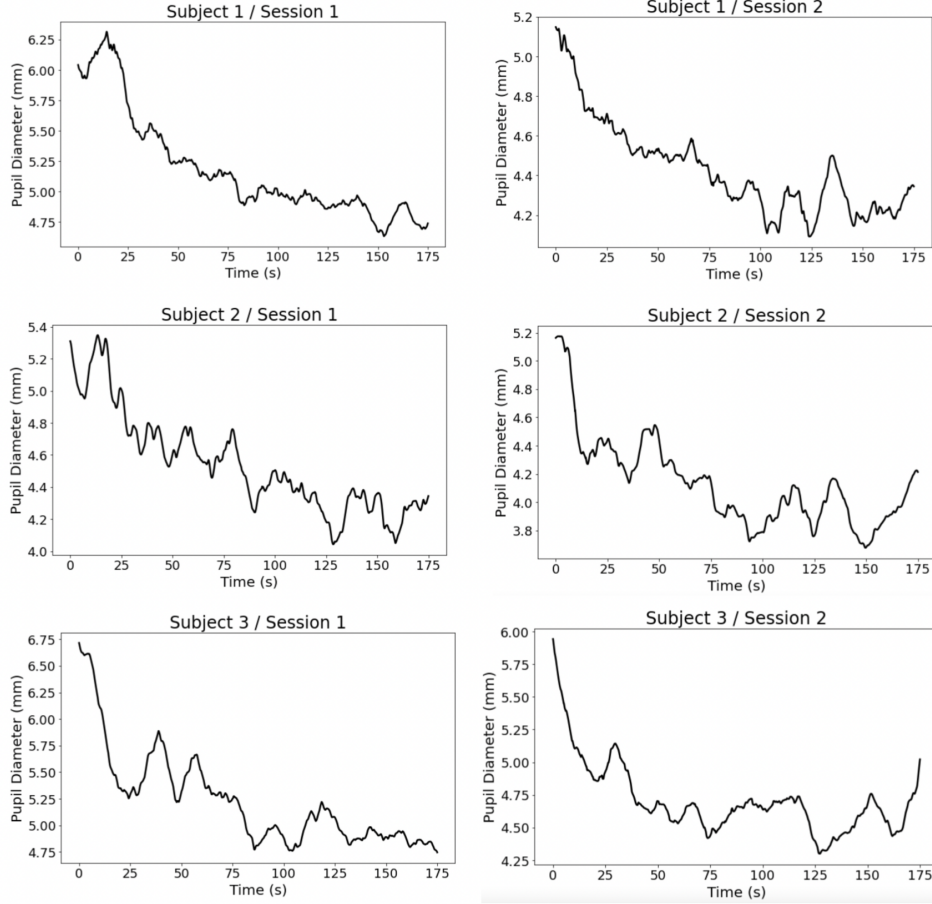 Subject 1 / Session 1
Pupil Diameter (mm)
6.25
6.00
5.75
5.50
5.25
5.00
4.75
0 25 50 75 100 125 150 175
Time (s)
Subject 1 / Session 2
Pupil Diameter (mm)
5.2
5.0
4.8
4.6
4.4
4.2
0 25 50 75 100 125 150 175
Time (s)
Subject 2 / Session 1
Pupil Diameter (mm)
5.4
5.2
5.0
4.8
4.6
4.4
4.2
4.0
0 25 50 75 100 125 150 175
Time (s)
Subject 2 / Session 2
Pupil Diameter (mm)
5.2
5.0
4.8
4.6
4.4
4.2
4.0
3.8
0 25 50 75 100 125 150 175
Time (s)
Subject 3 / Session 1
Pupil Diameter (mm)
6.75
6.50
6.25
6.00
5.75
5.50
5.25
5.00
4.75
0 25 50 75 100 125 150 175
Time (s)
Subject 3 / Session 2
Pupil Diameter (mm)
6.00
5.75
5.50
5.25
5.00
4.75
4.50
4.25
0 25 50 75 100 125 150 175
Time (s)